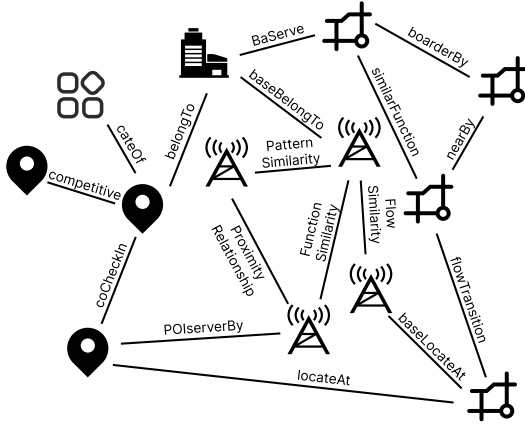 BaServe
boarderBy
baseBelongTo
similarFunction
cateOf
belongTo
nearBy
Pattern
Similarity
competitive
Function
Similarity
Flow
Similarity
Proximity
Relationship
coCheckIn
flowTransition
POIserverBy
baseLocateAt
locateAt